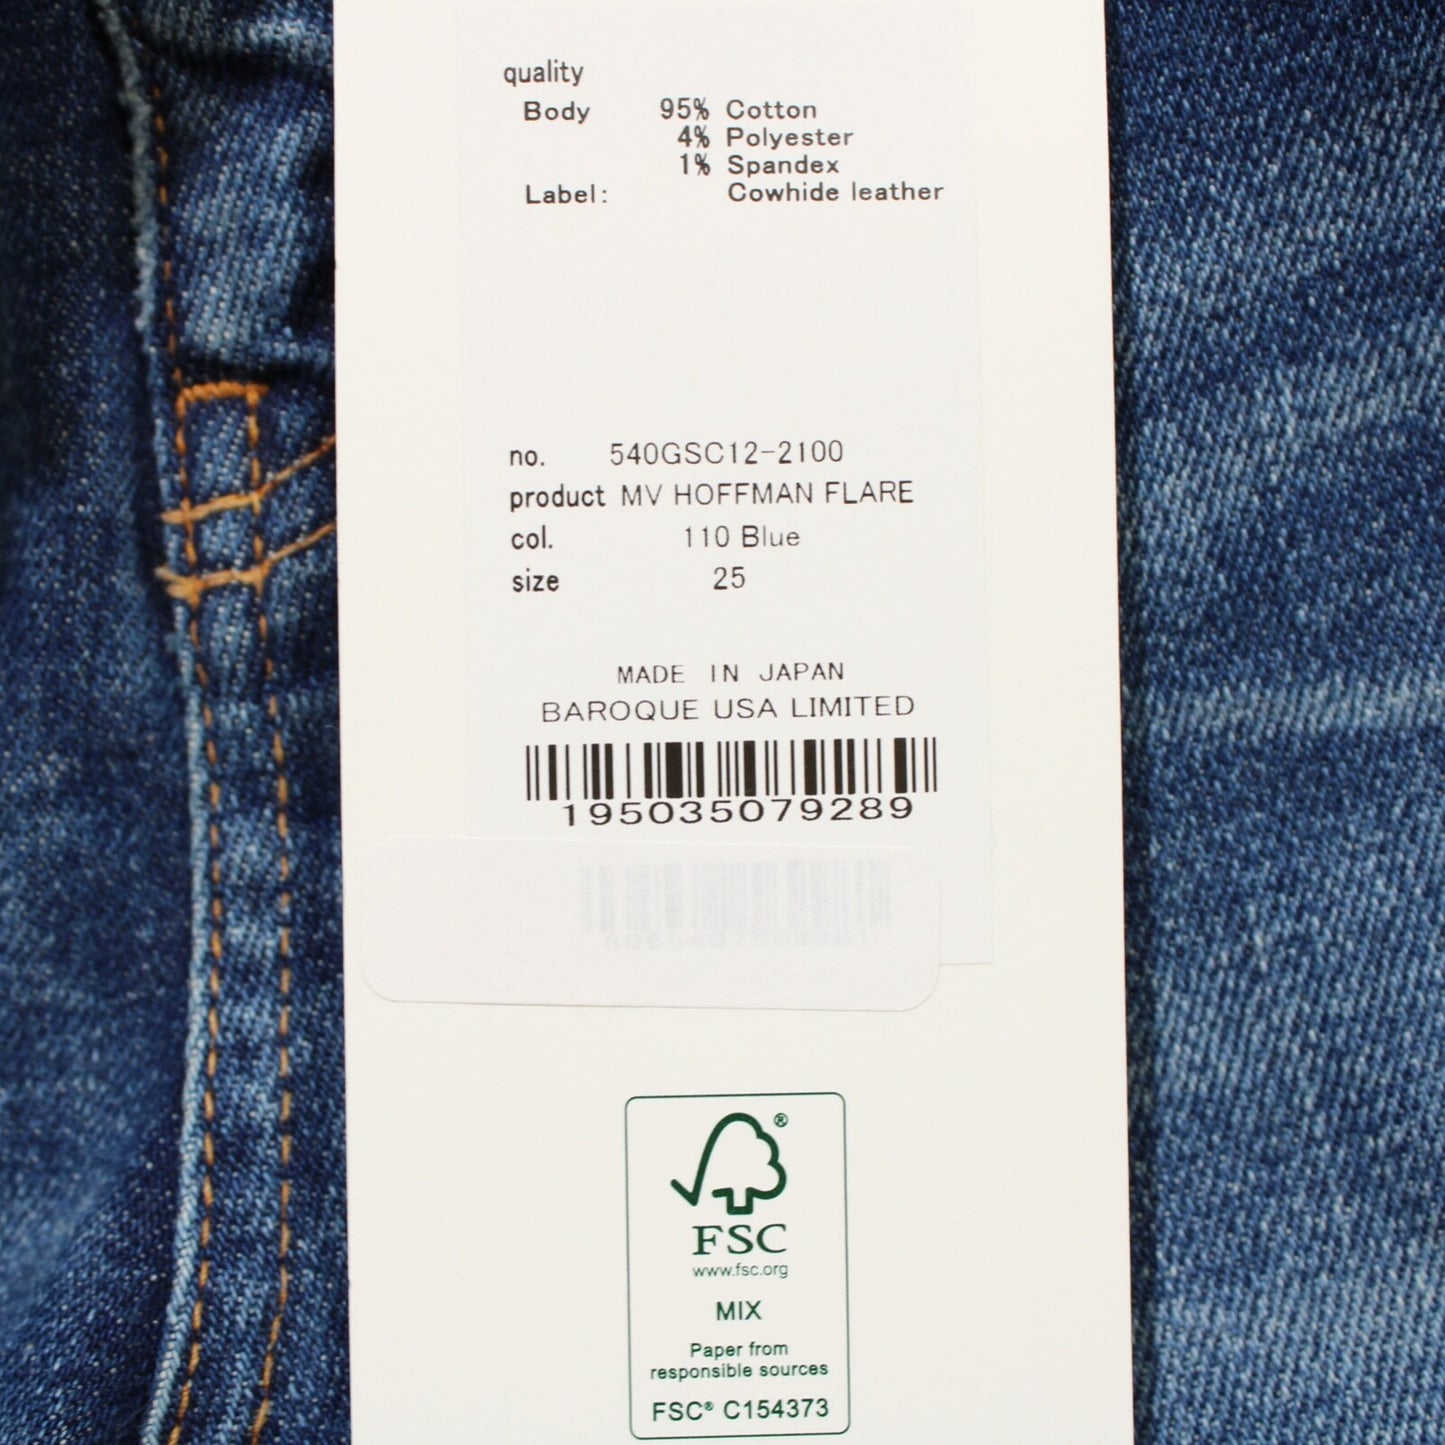 quality
Body 95% Cotton
4% Polyester
1% Spandex
Label: Cowhide leather
no. 540GSC12-2100
product MV HOFFMAN FLARE
col. 110 Blue
size 25
MADE IN JAPAN
BAROQUE USA LIMITED
195035079289
FSC®
www.fsc.org
MIX
Paper from
responsible sources
FSC® C154373